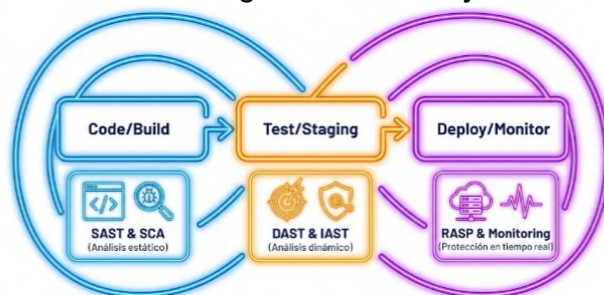 Code/Build
Test/Staging
Deploy/Monitor
SAST & SCA
(Análisis estático)
DAST & IAST
(Análisis dinámico)
RASP & Monitoring
(Protección en tiempo real)